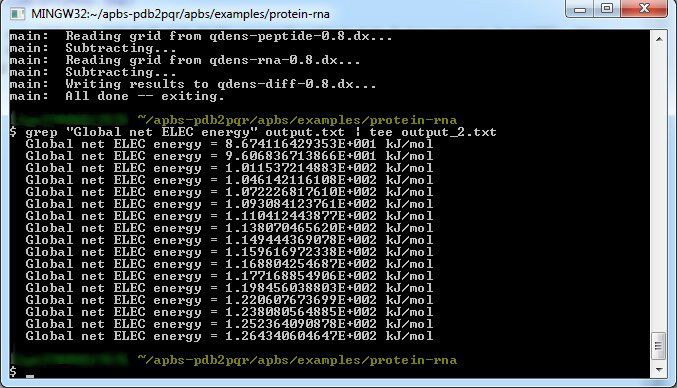 MINGW32:~/apbs-pdb2pqr/apbs/examples/protein-rna
main:  Reading grid from qdens-peptide-0.8.dx...
main:  Subtracting...
main:  Reading grid from qdens-rna-0.8.dx...
main:  Subtracting...
main:  Writing results to qdens-diff-0.8.dx...
main:  All done -- exiting.
~/apbs-pdb2pqr/apbs/examples/protein-rna
$ grep "Global net ELEC energy" output.txt | tee output_2.txt
Global net ELEC energy = 8.674116429353E+001 kJ/mol
Global net ELEC energy = 9.606836713866E+001 kJ/mol
Global net ELEC energy = 1.011537214883E+002 kJ/mol
Global net ELEC energy = 1.046142116108E+002 kJ/mol
Global net ELEC energy = 1.072226817610E+002 kJ/mol
Global net ELEC energy = 1.093084123761E+002 kJ/mol
Global net ELEC energy = 1.110412443877E+002 kJ/mol
Global net ELEC energy = 1.138070465620E+002 kJ/mol
Global net ELEC energy = 1.149444369078E+002 kJ/mol
Global net ELEC energy = 1.159616972338E+002 kJ/mol
Global net ELEC energy = 1.168804254687E+002 kJ/mol
Global net ELEC energy = 1.177168854906E+002 kJ/mol
Global net ELEC energy = 1.198456038803E+002 kJ/mol
Global net ELEC energy = 1.220607673699E+002 kJ/mol
Global net ELEC energy = 1.238080564885E+002 kJ/mol
Global net ELEC energy = 1.252364090878E+002 kJ/mol
Global net ELEC energy = 1.264340604647E+002 kJ/mol
~/apbs-pdb2pqr/apbs/examples/protein-rna
$ _